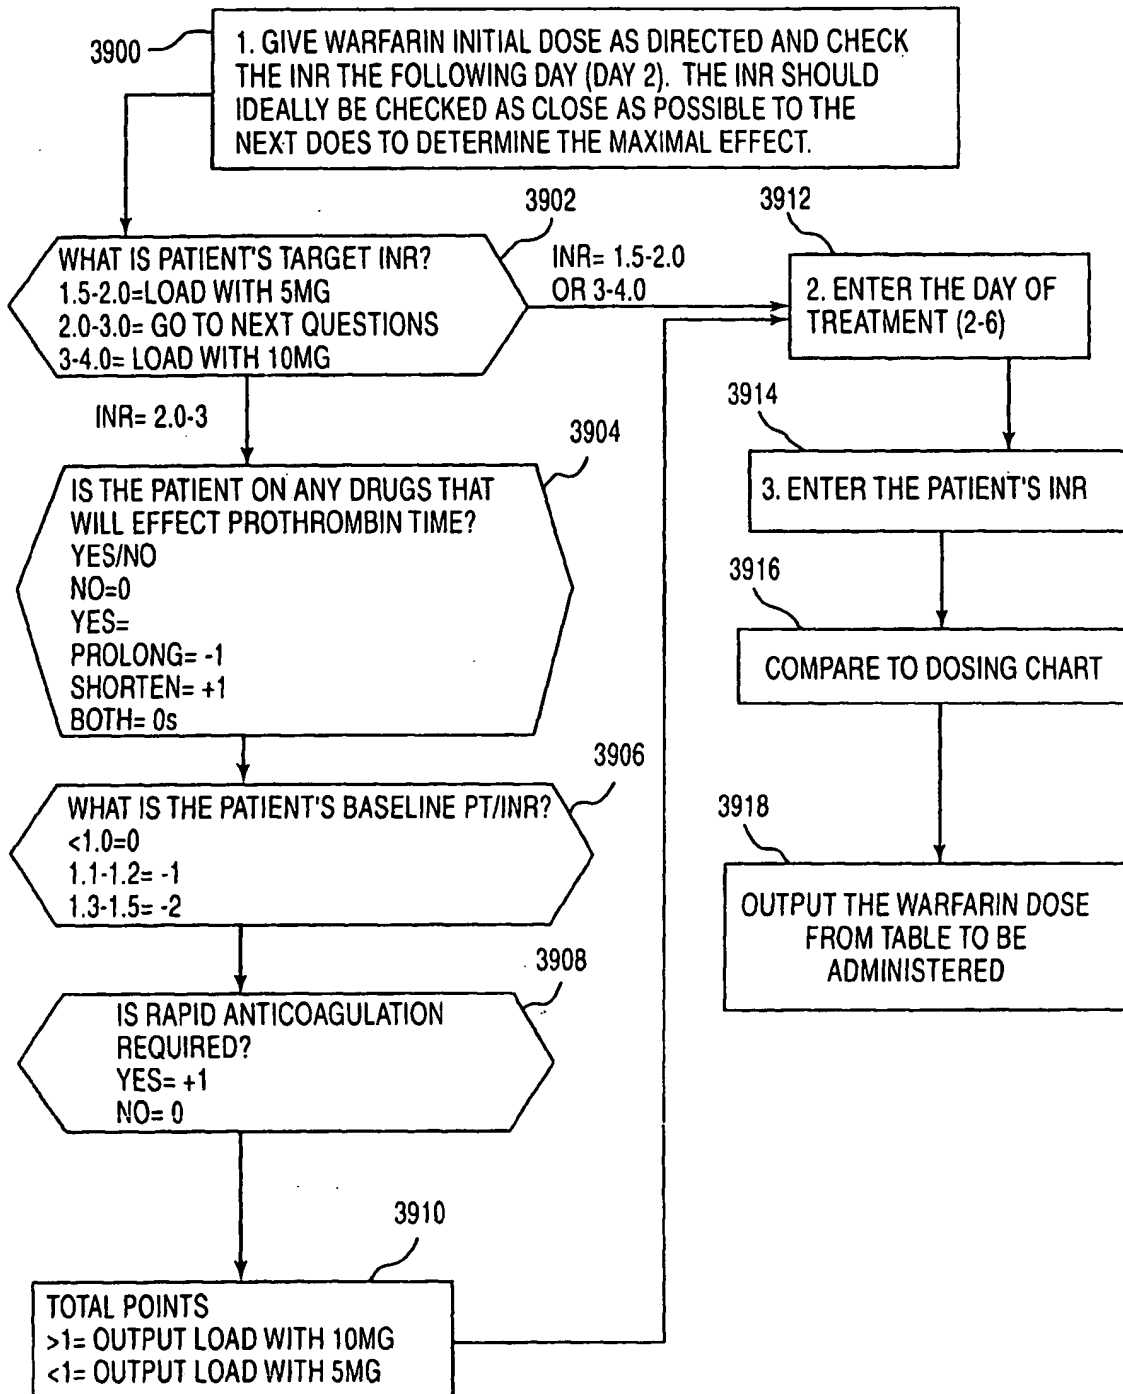 3900
1. GIVE WARFARIN INITIAL DOSE AS DIRECTED AND CHECK
THE INR THE FOLLOWING DAY (DAY 2). THE INR SHOULD
IDEALLY BE CHECKED AS CLOSE AS POSSIBLE TO THE
NEXT DOES TO DETERMINE THE MAXIMAL EFFECT.
3902
WHAT IS PATIENT'S TARGET INR?
1.5-2.0=LOAD WITH 5MG
2.0-3.0= GO TO NEXT QUESTIONS
3-4.0= LOAD WITH 10MG
INR= 1.5-2.0
OR 3-4.0
INR= 2.0-3
3904
IS THE PATIENT ON ANY DRUGS THAT
WILL EFFECT PROTHROMBIN TIME?
YES/NO
NO=0
YES=
PROLONG= -1
SHORTEN= +1
BOTH= 0s
3906
WHAT IS THE PATIENT'S BASELINE PT/INR?
<1.0=0
1.1-1.2= -1
1.3-1.5= -2
3908
IS RAPID ANTICOAGULATION
REQUIRED?
YES= +1
NO= 0
3910
TOTAL POINTS
>1= OUTPUT LOAD WITH 10MG
<1= OUTPUT LOAD WITH 5MG
3912
2. ENTER THE DAY OF
TREATMENT (2-6)
3914
3. ENTER THE PATIENT'S INR
3916
COMPARE TO DOSING CHART
3918
OUTPUT THE WARFARIN DOSE
FROM TABLE TO BE
ADMINISTERED